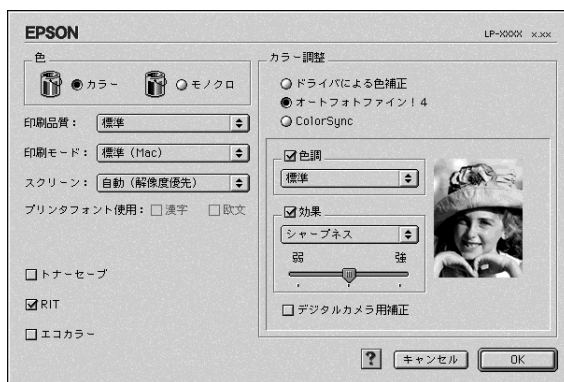 EPSON
LP-XXXX x.xx
色
カラー
モノクロ
印刷品質： 標準
印刷モード： 標準（Mac）
スクリーン： 自動（解像度優先）
プリンタフォント使用： 漢字 欧文
トナーセーブ
RIT
エコカラー
カラー調整
ドライバによる色補正
オートフォトファイン！4
ColorSync
色調
標準
効果
シャープネス
弱 強
デジタルカメラ用補正
? キャンセル OK